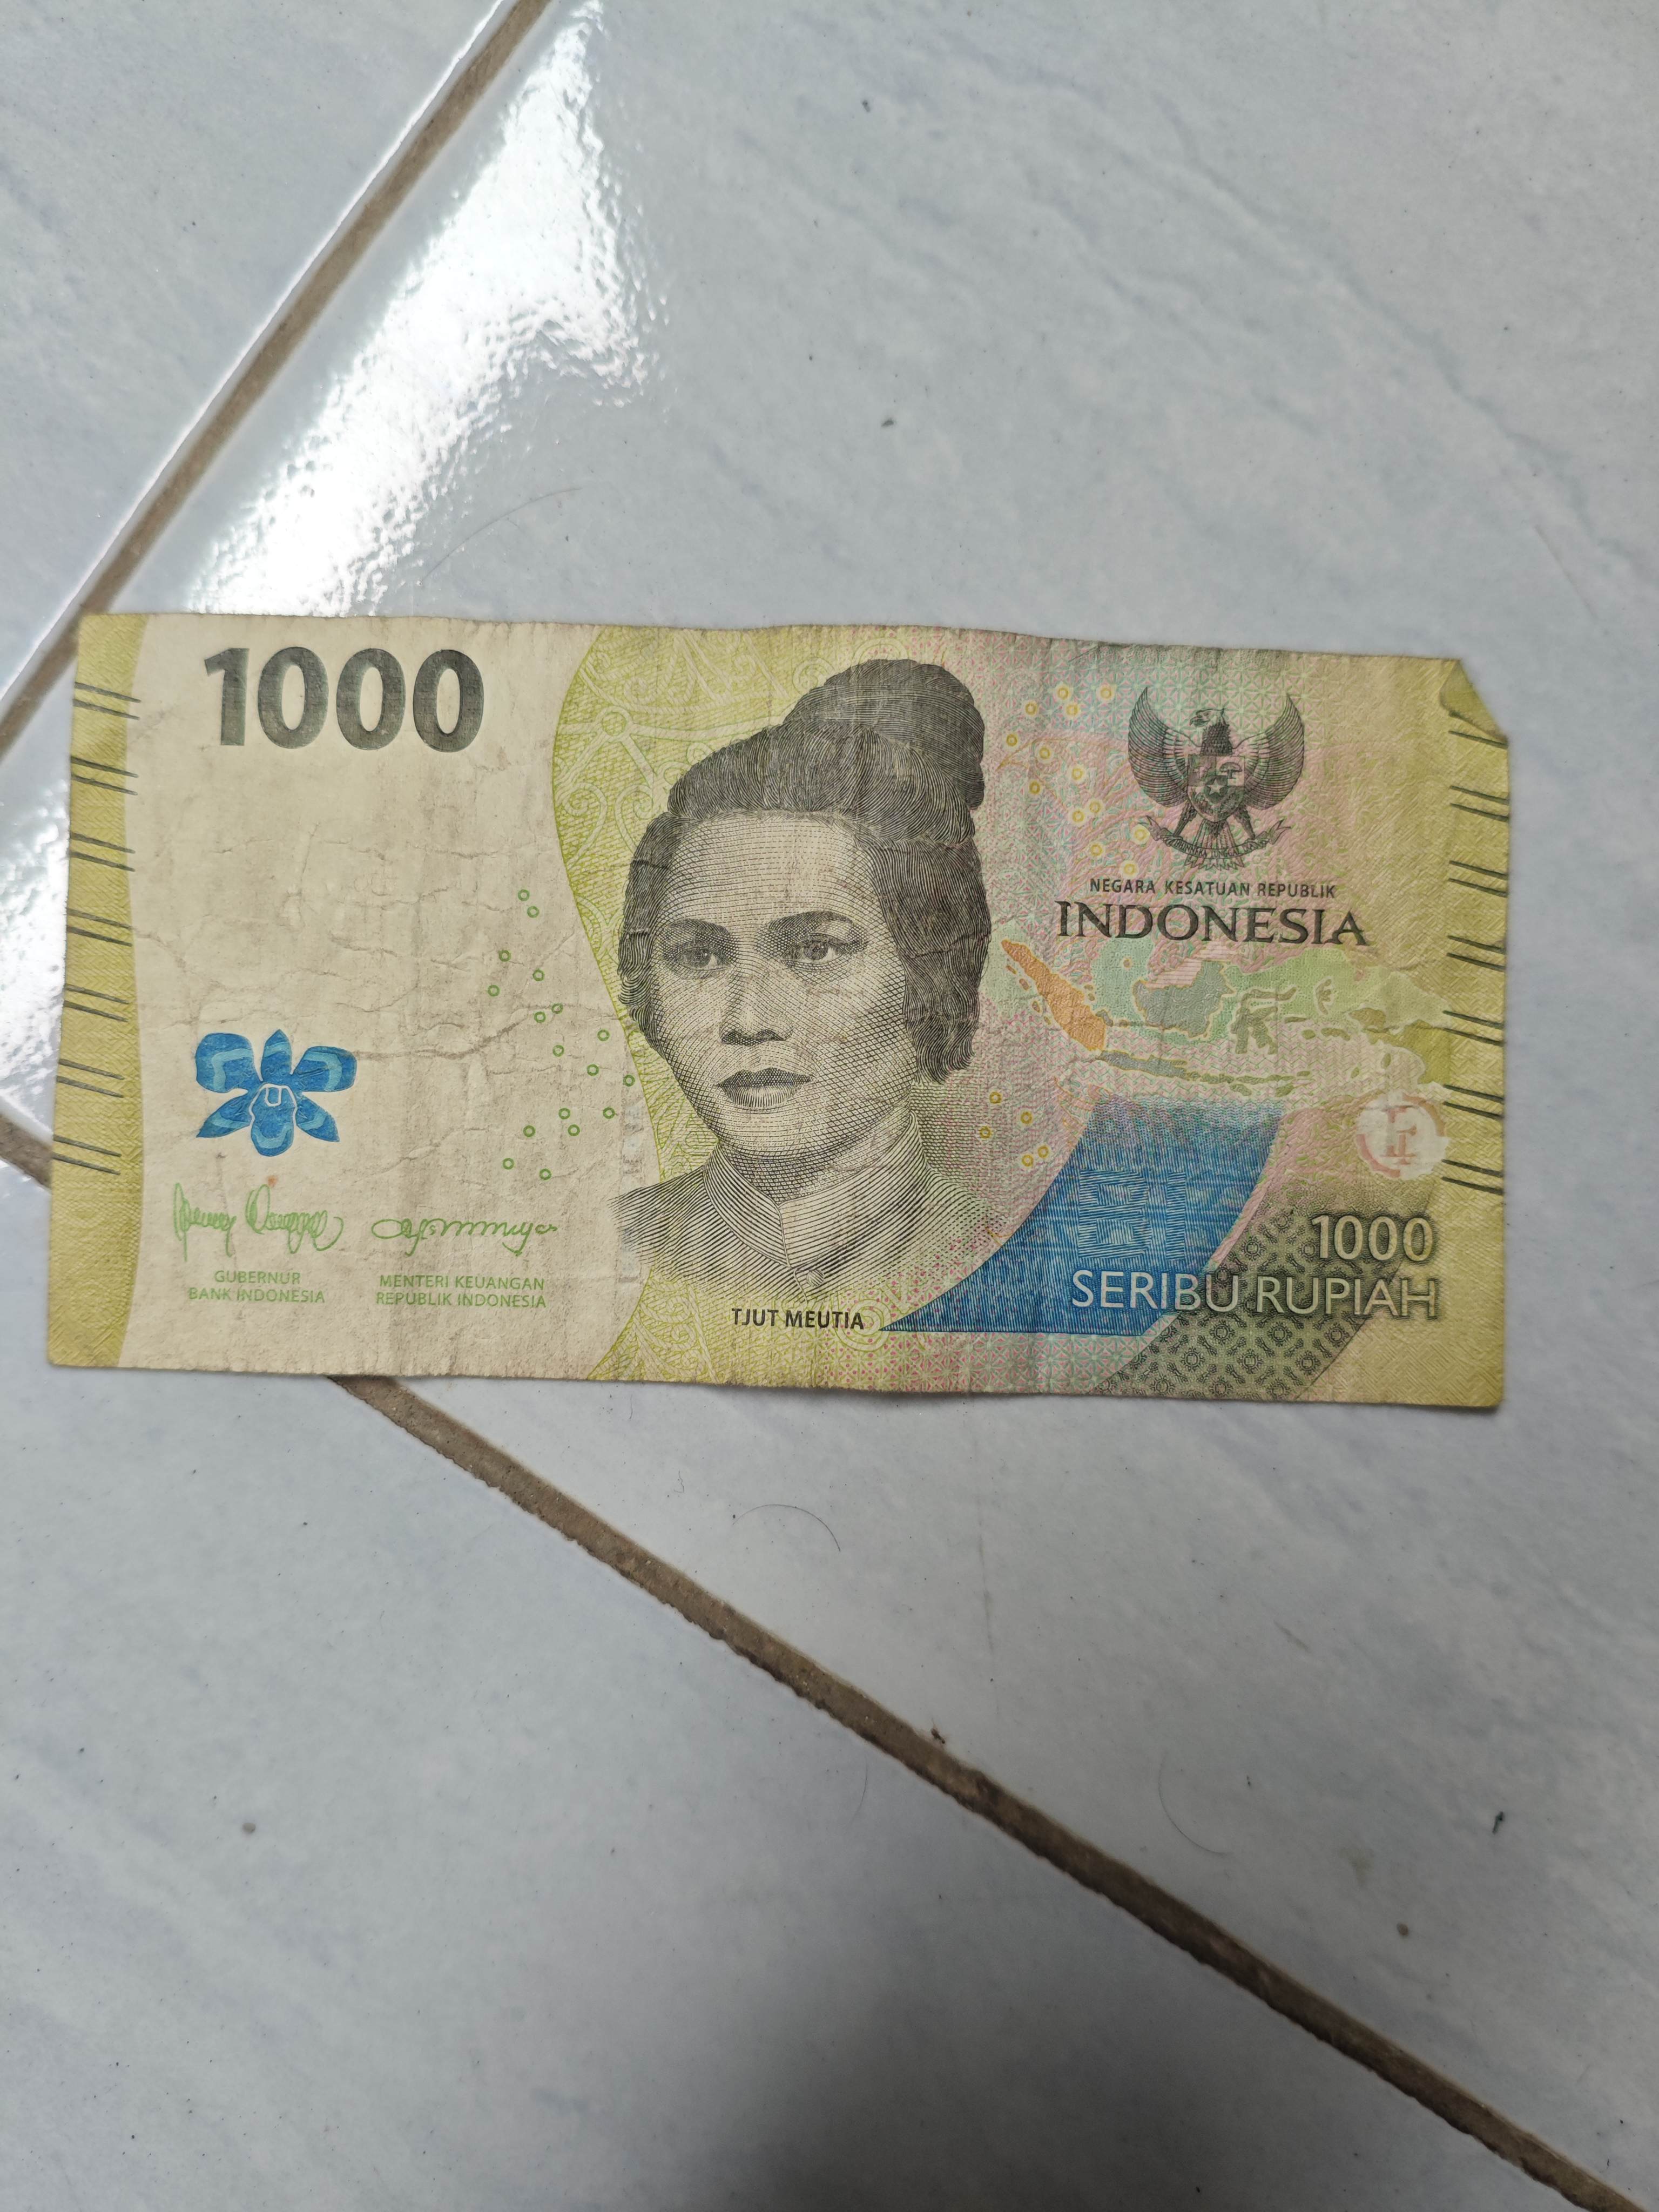 1000
NEGARA KESATUAN REPUBLIK
INDONESIA
GUBERNUR
BANK INDONESIA
MENTERI KEUANGAN
REPUBLIK INDONESIA
TJUT MEUTIA
1000
SERIBU RUPIAH